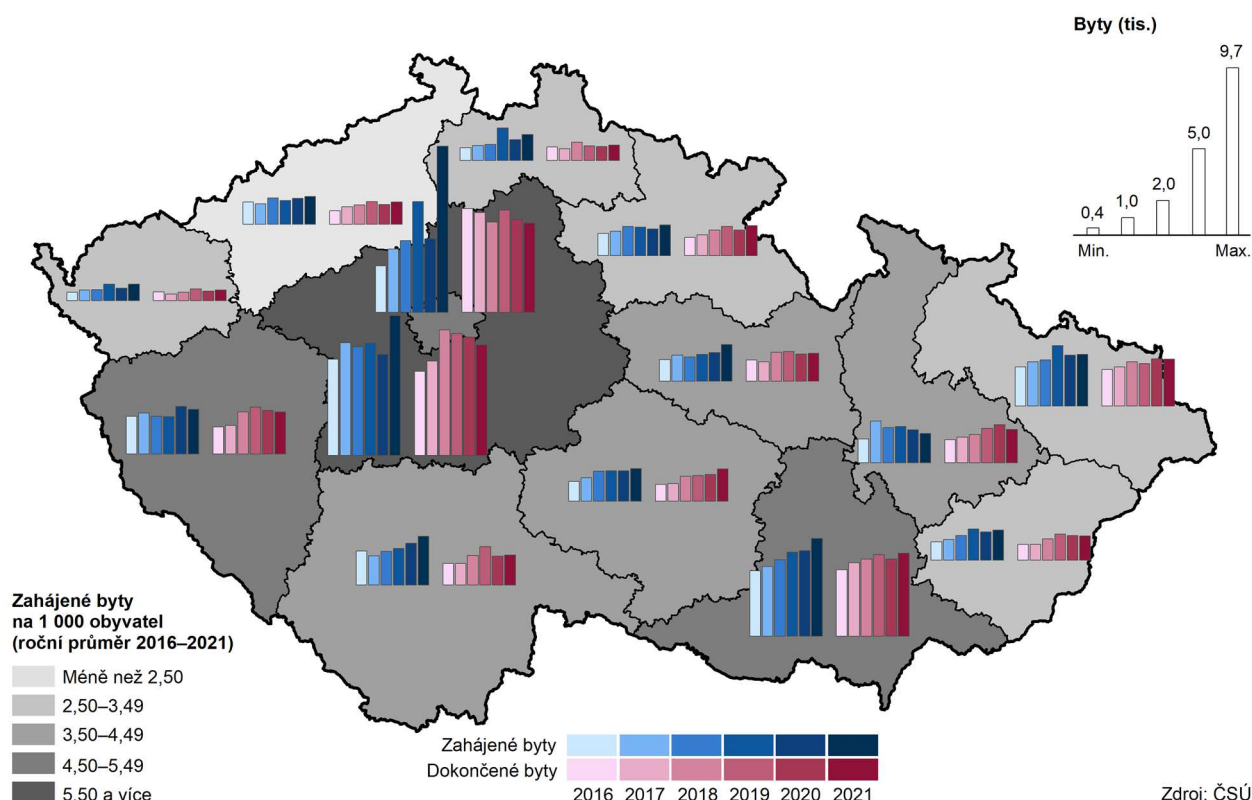 Byty (tis.)
9,7
5,0
2,0
1,0
0,4
Min.
Max.
Zahájené byty
na 1 000 obyvatel
(roční průměr 2016–2021)
Méně než 2,50
2,50–3,49
3,50–4,49
4,50–5,49
5,50 a více
Zahájené byty
Dokončené byty
2016 2017 2018 2019 2020 2021
Zdroj: ČSÚ